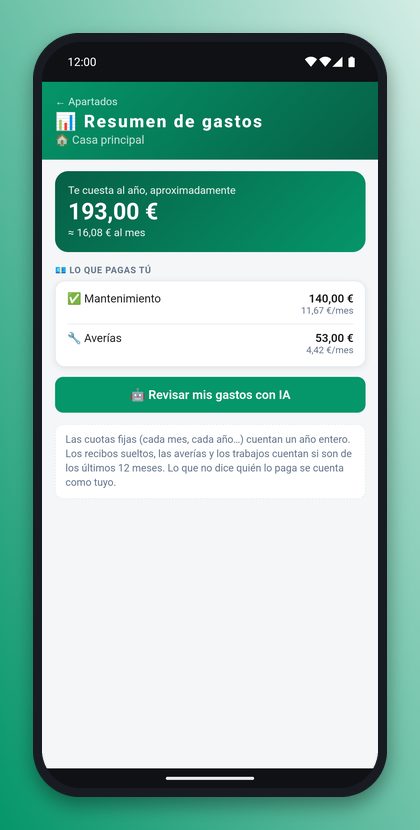 12:00
← Apartados
📊 Resumen de gastos
🏠 Casa principal
Te cuesta al año, aproximadamente
193,00 €
≈ 16,08 € al mes
💶 LO QUE PAGAS TÚ
✅ Mantenimiento 140,00 €
11,67 €/mes
🔧 Averías 53,00 €
4,42 €/mes
🤖 Revisar mis gastos con IA
Las cuotas fijas (cada mes, cada año…) cuentan un año entero.
Los recibos sueltos, las averías y los trabajos cuentan si son de
los últimos 12 meses. Lo que no dice quién lo paga se cuenta
como tuyo.